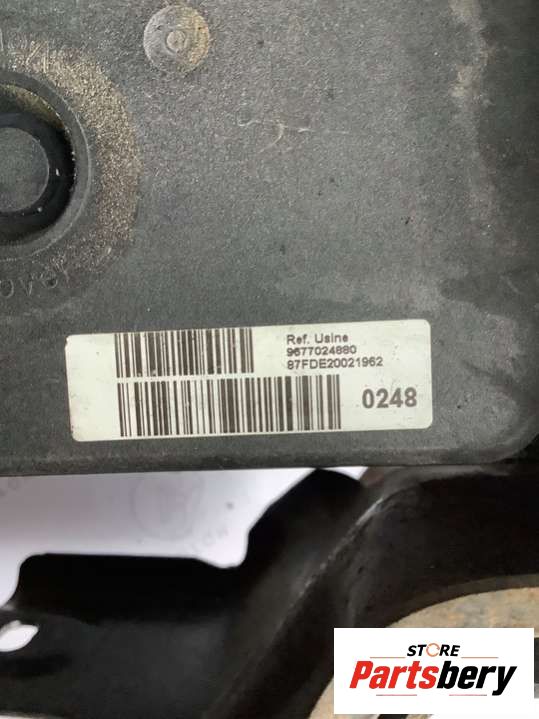 Ref. Usine
9677024880
87FDE20021962
0248
STORE
Partsbery